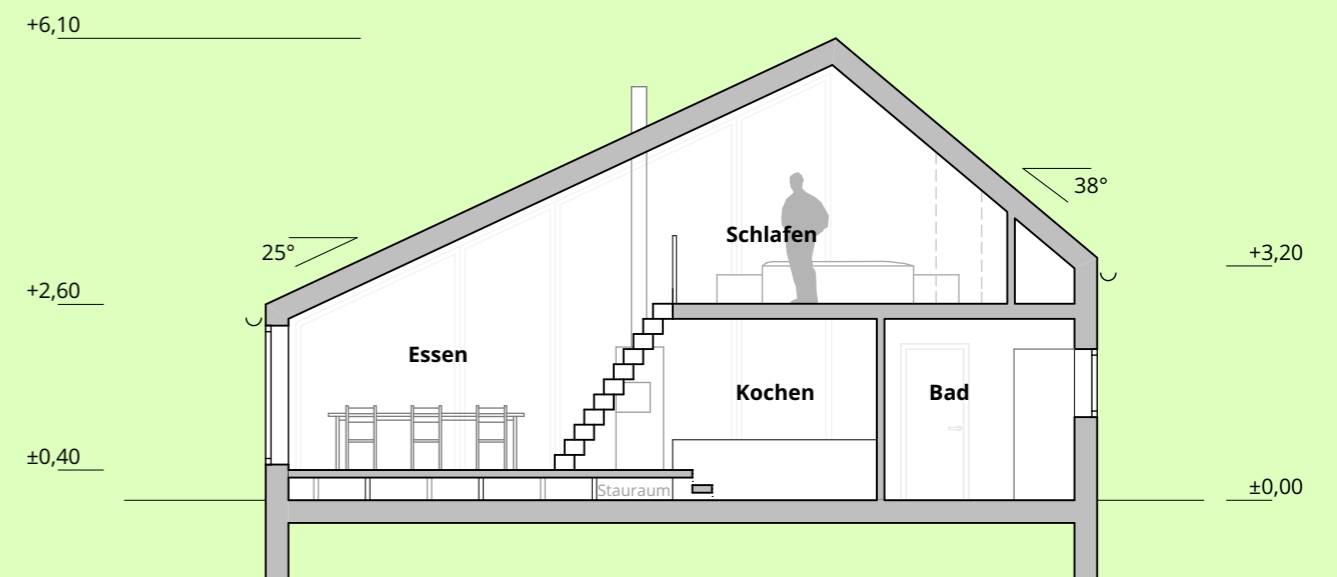 +6,10
38°
Schlafen
25°
+3,20
+2,60
Essen
Kochen
Bad
±0,40
Stauraum
±0,00